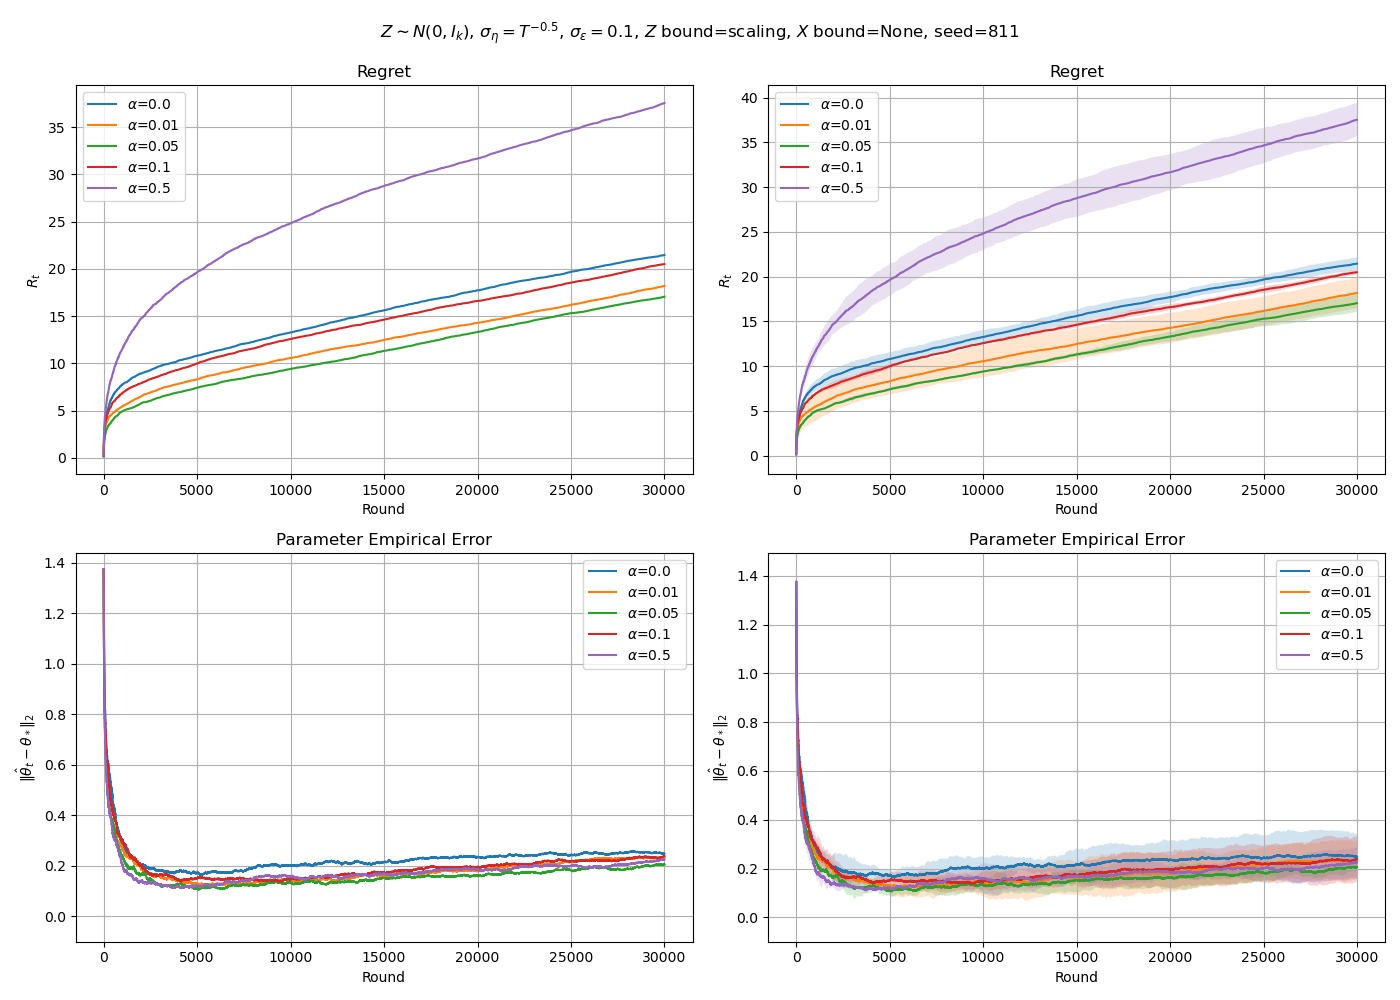 Z ∼ N(0, I_k), σ_η = T^{−0.5}, σ_ε = 0.1, Z bound=scaling, X bound=None, seed=811
Regret
R_t
35
30
25
20
15
10
5
0
α=0.0
α=0.01
α=0.05
α=0.1
α=0.5
0 5000 10000 15000 20000 25000 30000
Round
Regret
R_t
40
35
30
25
20
15
10
5
0
α=0.0
α=0.01
α=0.05
α=0.1
α=0.5
0 5000 10000 15000 20000 25000 30000
Round
Parameter Empirical Error
‖θ̂_t − θ_*‖_2
1.4
1.2
1.0
0.8
0.6
0.4
0.2
0.0
α=0.0
α=0.01
α=0.05
α=0.1
α=0.5
0 5000 10000 15000 20000 25000 30000
Round
Parameter Empirical Error
‖θ̂_t − θ_*‖_2
1.4
1.2
1.0
0.8
0.6
0.4
0.2
0.0
α=0.0
α=0.01
α=0.05
α=0.1
α=0.5
0 5000 10000 15000 20000 25000 30000
Round